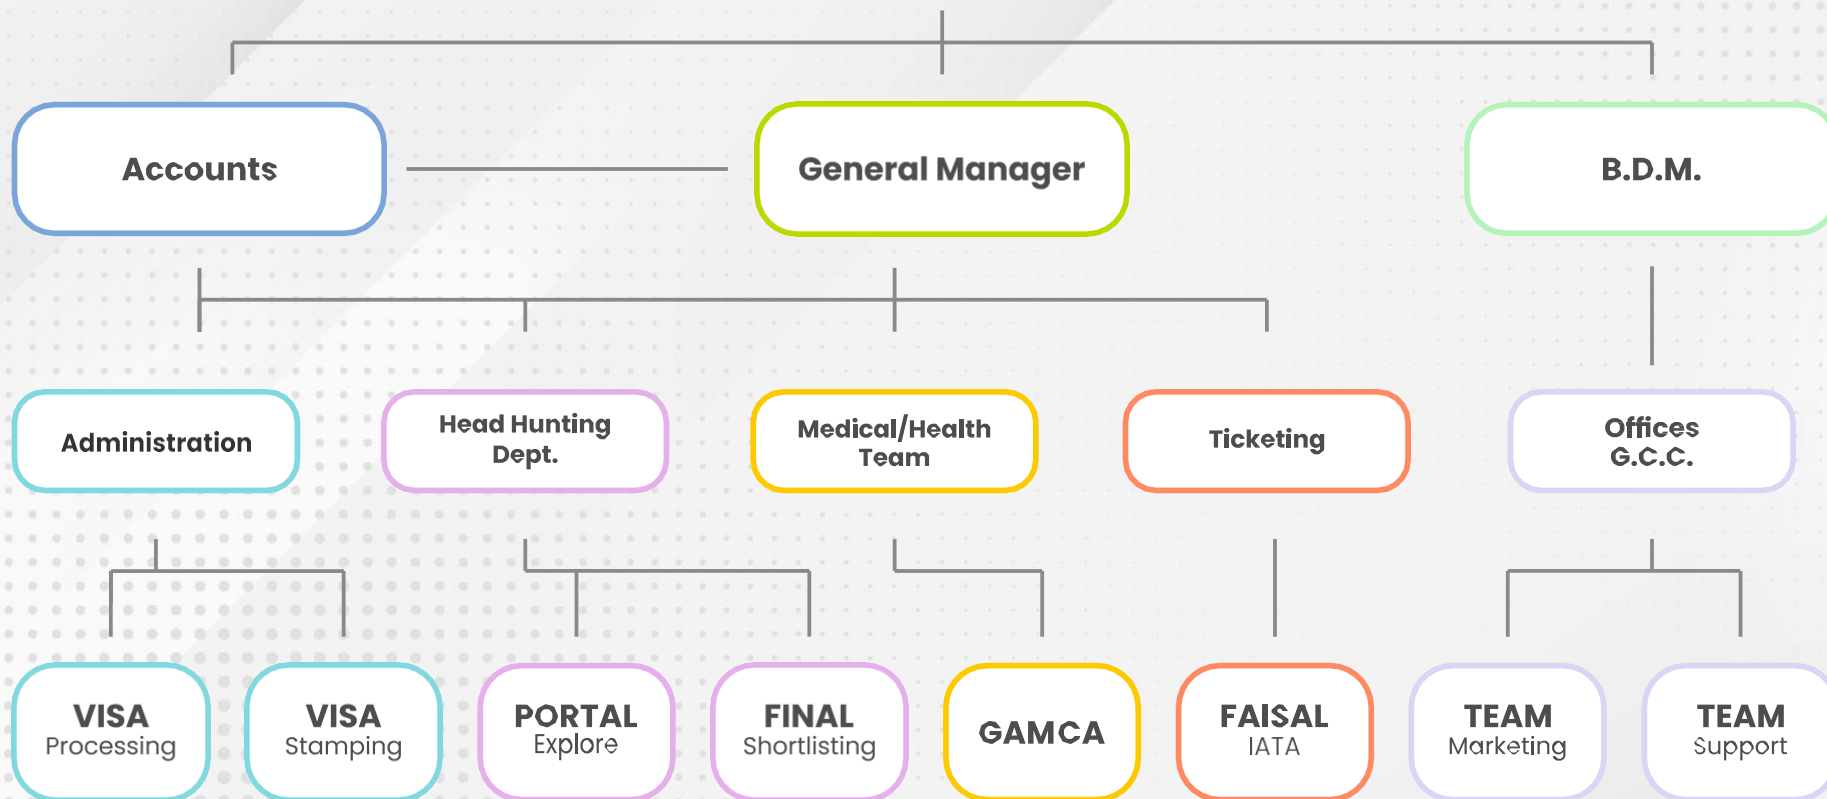 Accounts
General Manager
B.D.M.
Administration
Head Hunting
Dept.
Medical/Health
Team
Ticketing
Offices
G.C.C.
VISA
Processing
VISA
Stamping
PORTAL
Explore
FINAL
Shortlisting
GAMCA
FAISAL
IATA
TEAM
Marketing
TEAM
Support